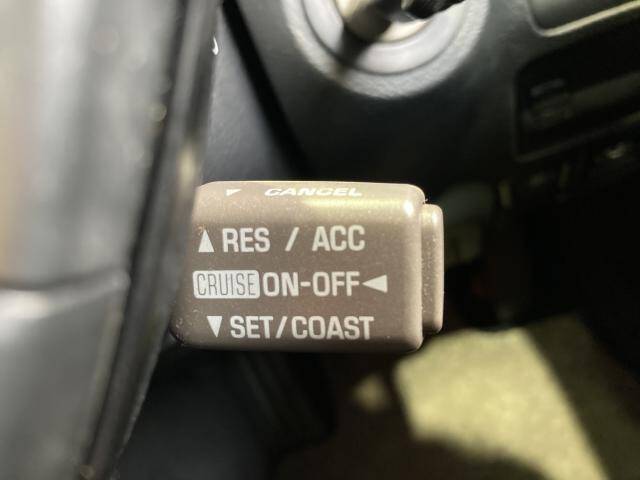 CANCEL
RES / ACC
CRUISE ON-OFF
SET/COAST